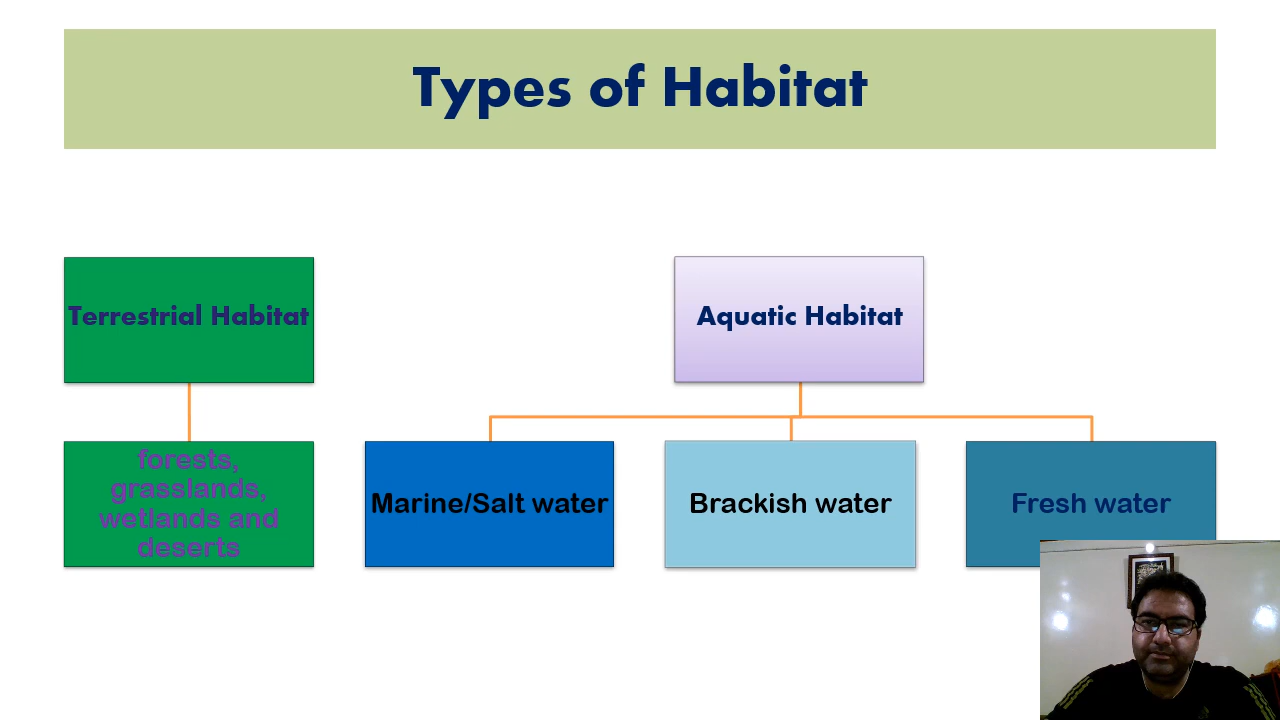 Types of Habitat
Terrestrial Habitat
Aquatic Habitat
forests,
grasslands,
wetlands and
deserts
Marine/Salt water
Brackish water
Fresh water